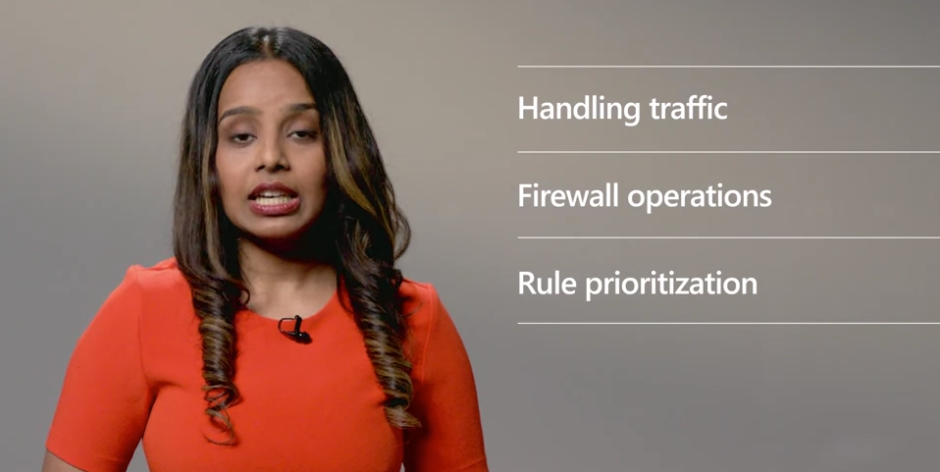 Handling traffic
Firewall operations
Rule prioritization